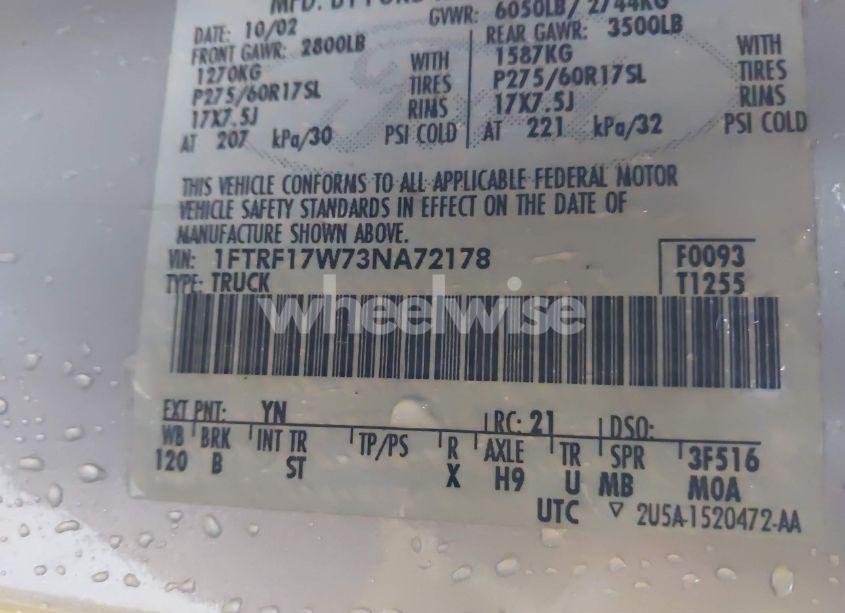 MFD. BY FORD
GVWR: 6050LB/ 2744KG
DATE: 10/02
FRONT GAWR: 2800LB
REAR GAWR: 3500LB
1270KG WITH
1587KG WITH
P275/60R17SL TIRES
P275/60R17SL TIRES
17X7.5J RIMS
17X7.5J RIMS
AT 207 kPa/30 PSI COLD
AT 221 kPa/32 PSI COLD
THIS VEHICLE CONFORMS TO ALL APPLICABLE FEDERAL MOTOR
VEHICLE SAFETY STANDARDS IN EFFECT ON THE DATE OF
MANUFACTURE SHOWN ABOVE.
VIN: 1FTRF17W73NA72178
F0093
TYPE: TRUCK
T1255
wheelwise
EXT PNT: YN RC: 21 DSO:
WB BRK INT TR TP/PS R AXLE TR SPR 3F516
120 B ST X H9 U MB M0A
UTC ▽ 2U5A-1520472-AA